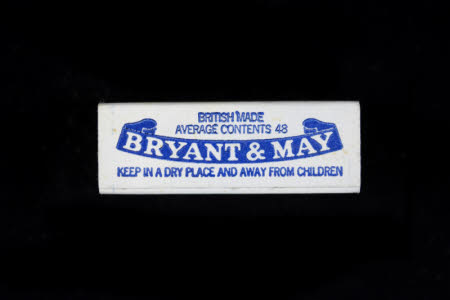 BRITISH MADE
AVERAGE CONTENTS 48
BRYANT & MAY
KEEP IN A DRY PLACE AND AWAY FROM CHILDREN